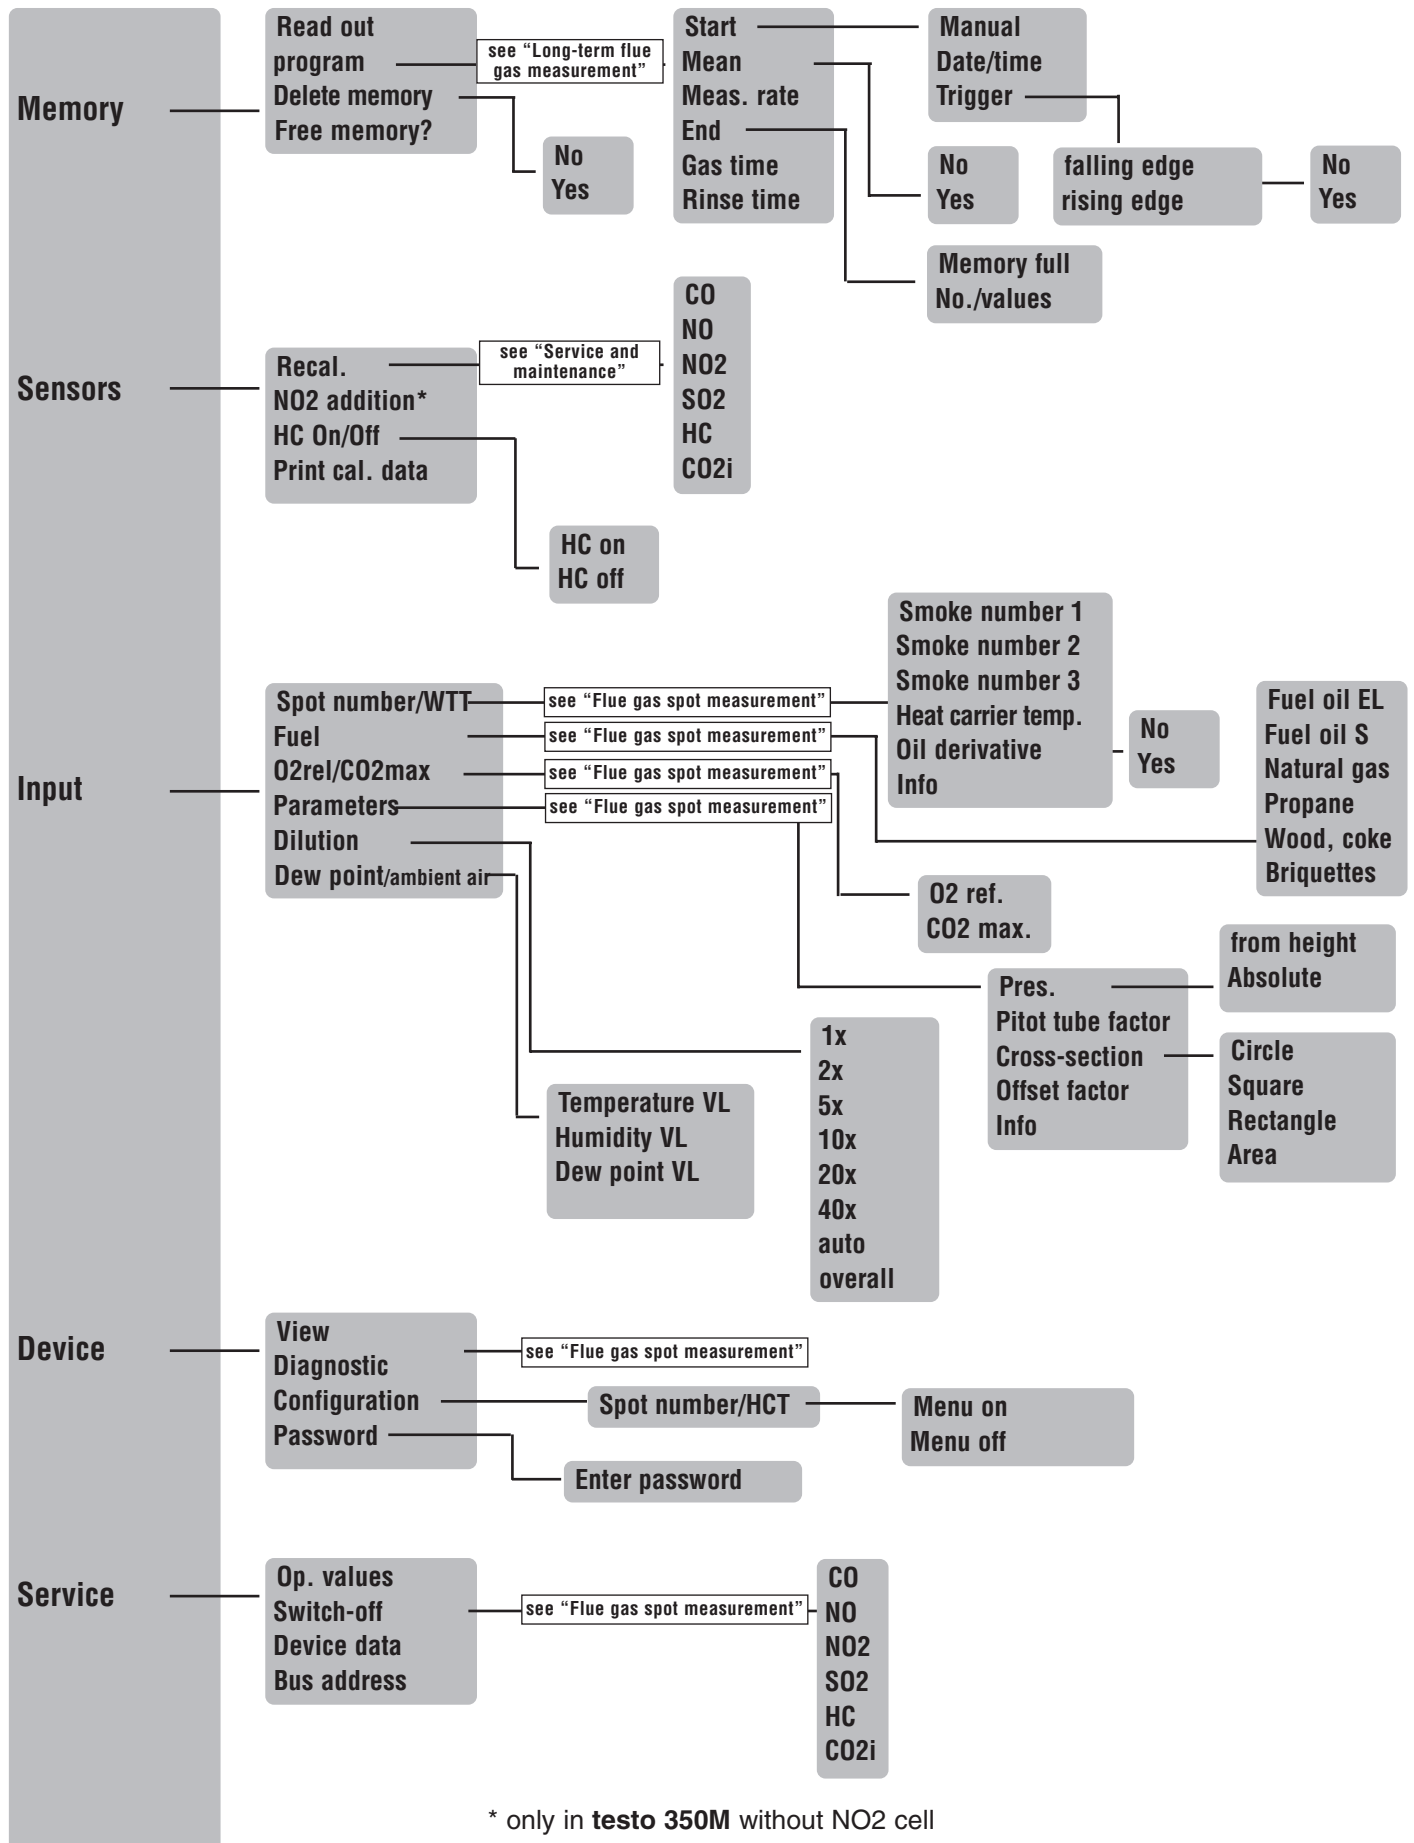 Memory
Read out
program
Delete memory
Free memory?
see “Long-term flue
gas measurement”
No
Yes
Start
Mean
Meas. rate
End
Gas time
Rinse time
Manual
Date/time
Trigger
No
Yes
falling edge
rising edge
No
Yes
Memory full
No./values
Sensors
Recal.
NO2 addition*
HC On/Off
Print cal. data
see “Service and
maintenance”
CO
NO
NO2
SO2
HC
CO2i
HC on
HC off
Input
Spot number/WTT
Fuel
O2rel/CO2max
Parameters
Dilution
Dew point/ambient air
see “Flue gas spot measurement”
see “Flue gas spot measurement”
see “Flue gas spot measurement”
see “Flue gas spot measurement”
Smoke number 1
Smoke number 2
Smoke number 3
Heat carrier temp.
Oil derivative
Info
No
Yes
Fuel oil EL
Fuel oil S
Natural gas
Propane
Wood, coke
Briquettes
O2 ref.
CO2 max.
Pres.
Pitot tube factor
Cross-section
Offset factor
Info
from height
Absolute
Circle
Square
Rectangle
Area
1x
2x
5x
10x
20x
40x
auto
overall
Temperature VL
Humidity VL
Dew point VL
Device
View
Diagnostic
Configuration
Password
see “Flue gas spot measurement”
Spot number/HCT
Menu on
Menu off
Enter password
Service
Op. values
Switch-off
Device data
Bus address
see “Flue gas spot measurement”
CO
NO
NO2
SO2
HC
CO2i
* only in testo 350M without NO2 cell